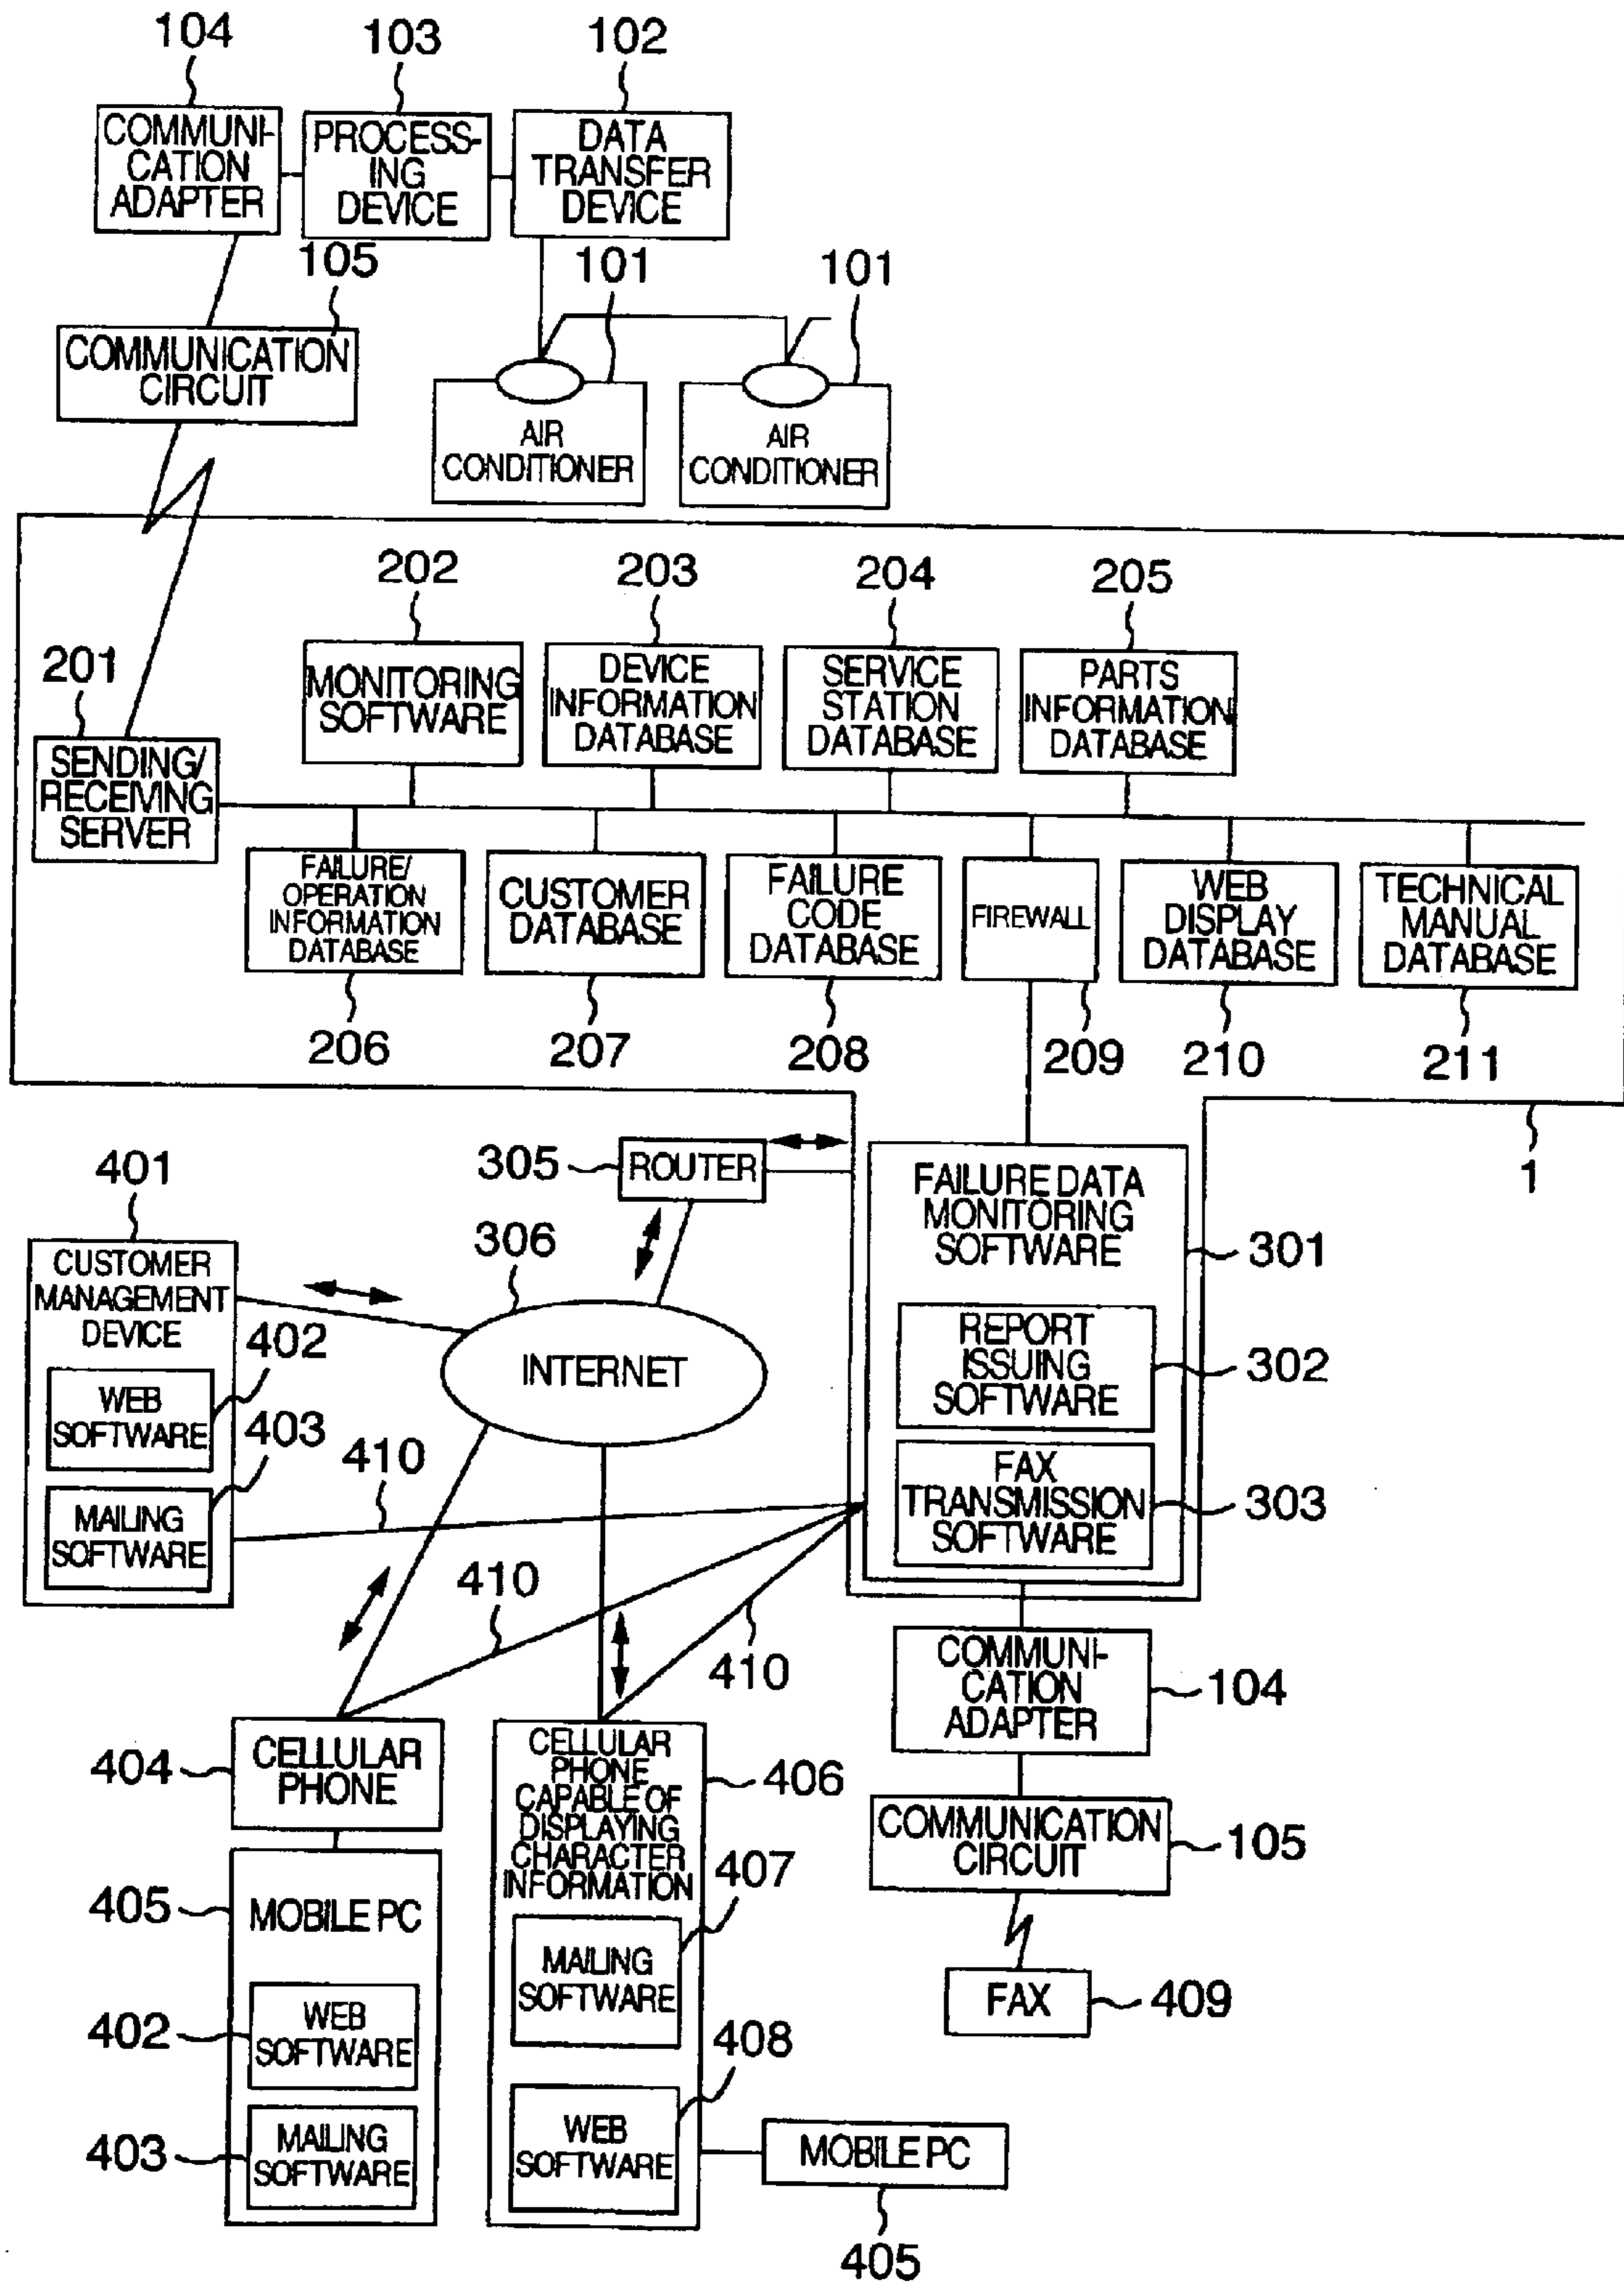 104
103
102
COMMUNI-
CATION
ADAPTER
PROCESS-
ING
DEVICE
DATA
TRANSFER
DEVICE
105
101
101
COMMUNICATION
CIRCUIT
AIR
CONDITIONER
AIR
CONDITIONER
202
203
204
205
201
MONITORING
SOFTWARE
DEVICE
INFORMATION
DATABASE
SERVICE
STATION
DATABASE
PARTS
INFORMATION
DATABASE
SENDING/
RECEIVING
SERVER
FAILURE/
OPERATION
INFORMATION
DATABASE
CUSTOMER
DATABASE
FAILURE
CODE
DATABASE
FIREWALL
WEB
DISPLAY
DATABASE
TECHNICAL
MANUAL
DATABASE
206
207
208
209
210
211
1
305
ROUTER
FAILURE DATA
MONITORING
SOFTWARE
301
REPORT
ISSUING
SOFTWARE
302
FAX
TRANSMISSION
SOFTWARE
303
401
306
CUSTOMER
MANAGEMENT
DEVICE
402
INTERNET
WEB
SOFTWARE
403
410
MAILING
SOFTWARE
410
410
COMMUNI-
CATION
ADAPTER
104
404
CELLULAR
PHONE
CELLULAR
PHONE
CAPABLE OF
DISPLAYING
CHARACTER
INFORMATION
406
COMMUNICATION
CIRCUIT
105
405
MOBILE PC
407
MAILING
SOFTWARE
FAX
409
402
WEB
SOFTWARE
408
403
MAILING
SOFTWARE
WEB
SOFTWARE
MOBILE PC
405